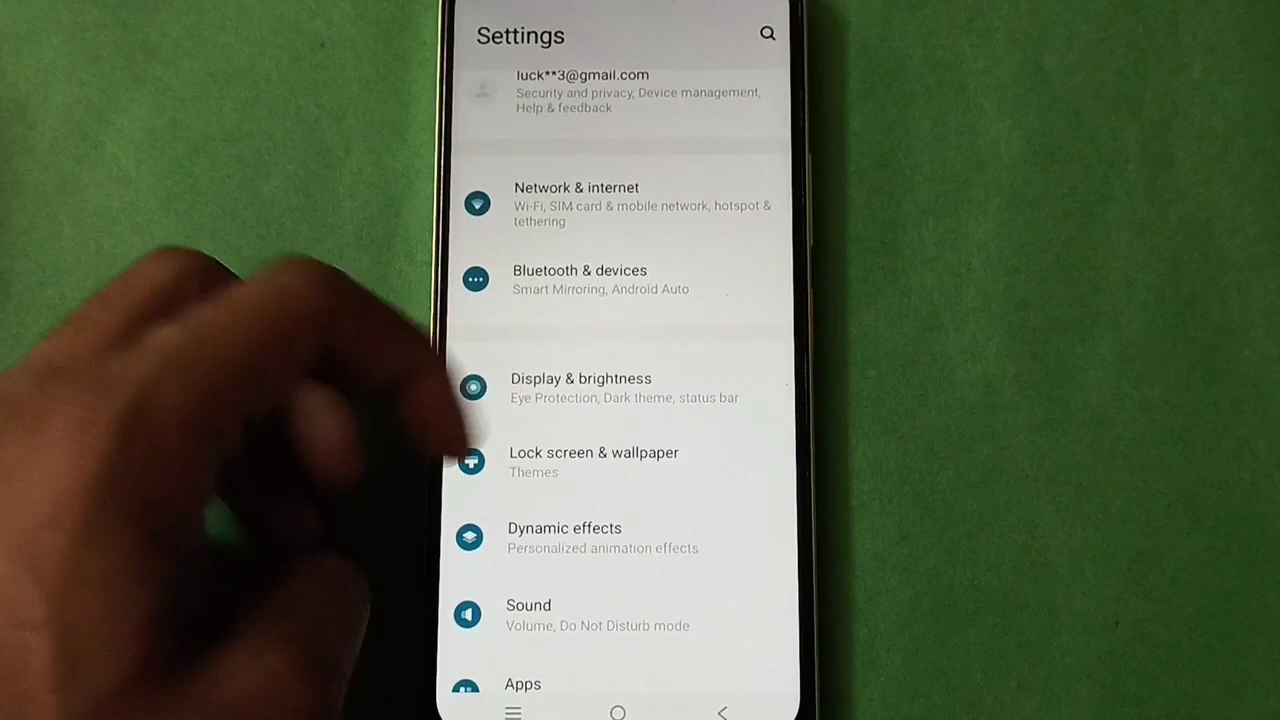 Settings
luck**3@gmail.com
Security and privacy, Device management,
Help & feedback
Network & internet
Wi-Fi, SIM card & mobile network, hotspot &
tethering
Bluetooth & devices
Smart Mirroring, Android Auto
Display & brightness
Eye Protection, Dark theme, status bar
Lock screen & wallpaper
Themes
Dynamic effects
Personalized animation effects
Sound
Volume, Do Not Disturb mode
Apps